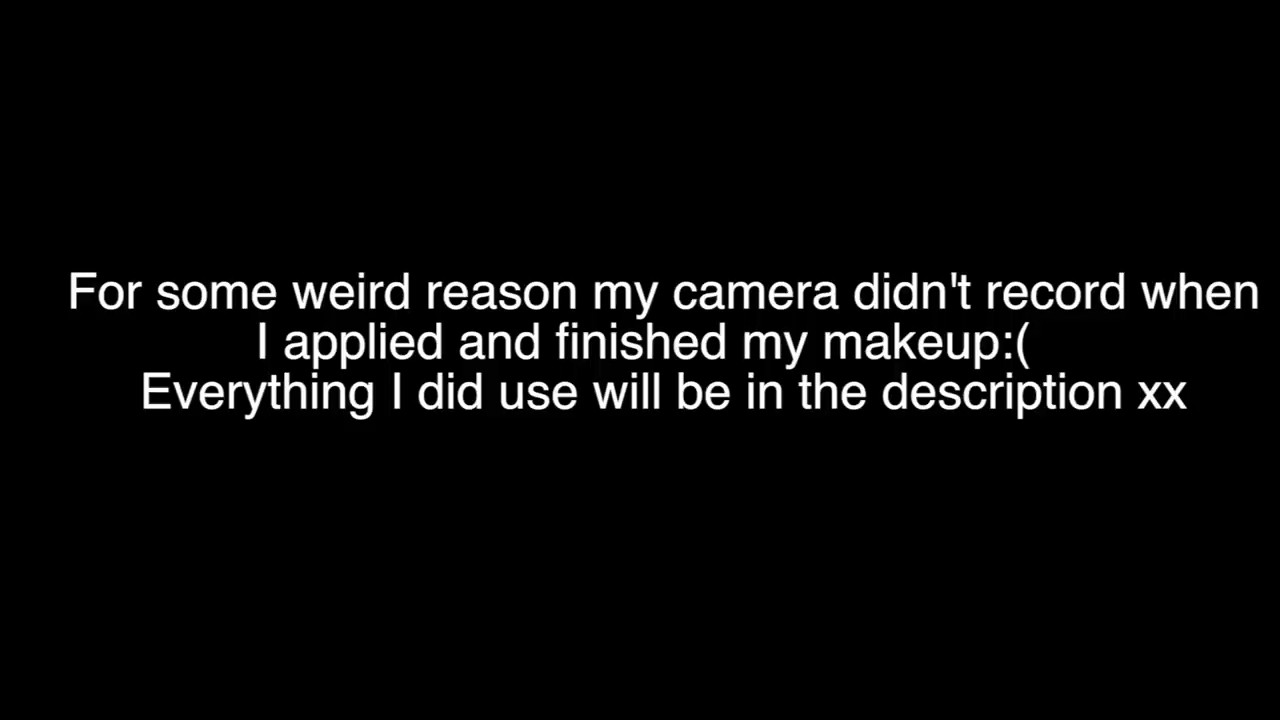 For some weird reason my camera didn't record when
I applied and finished my makeup:(
Everything I did use will be in the description xx